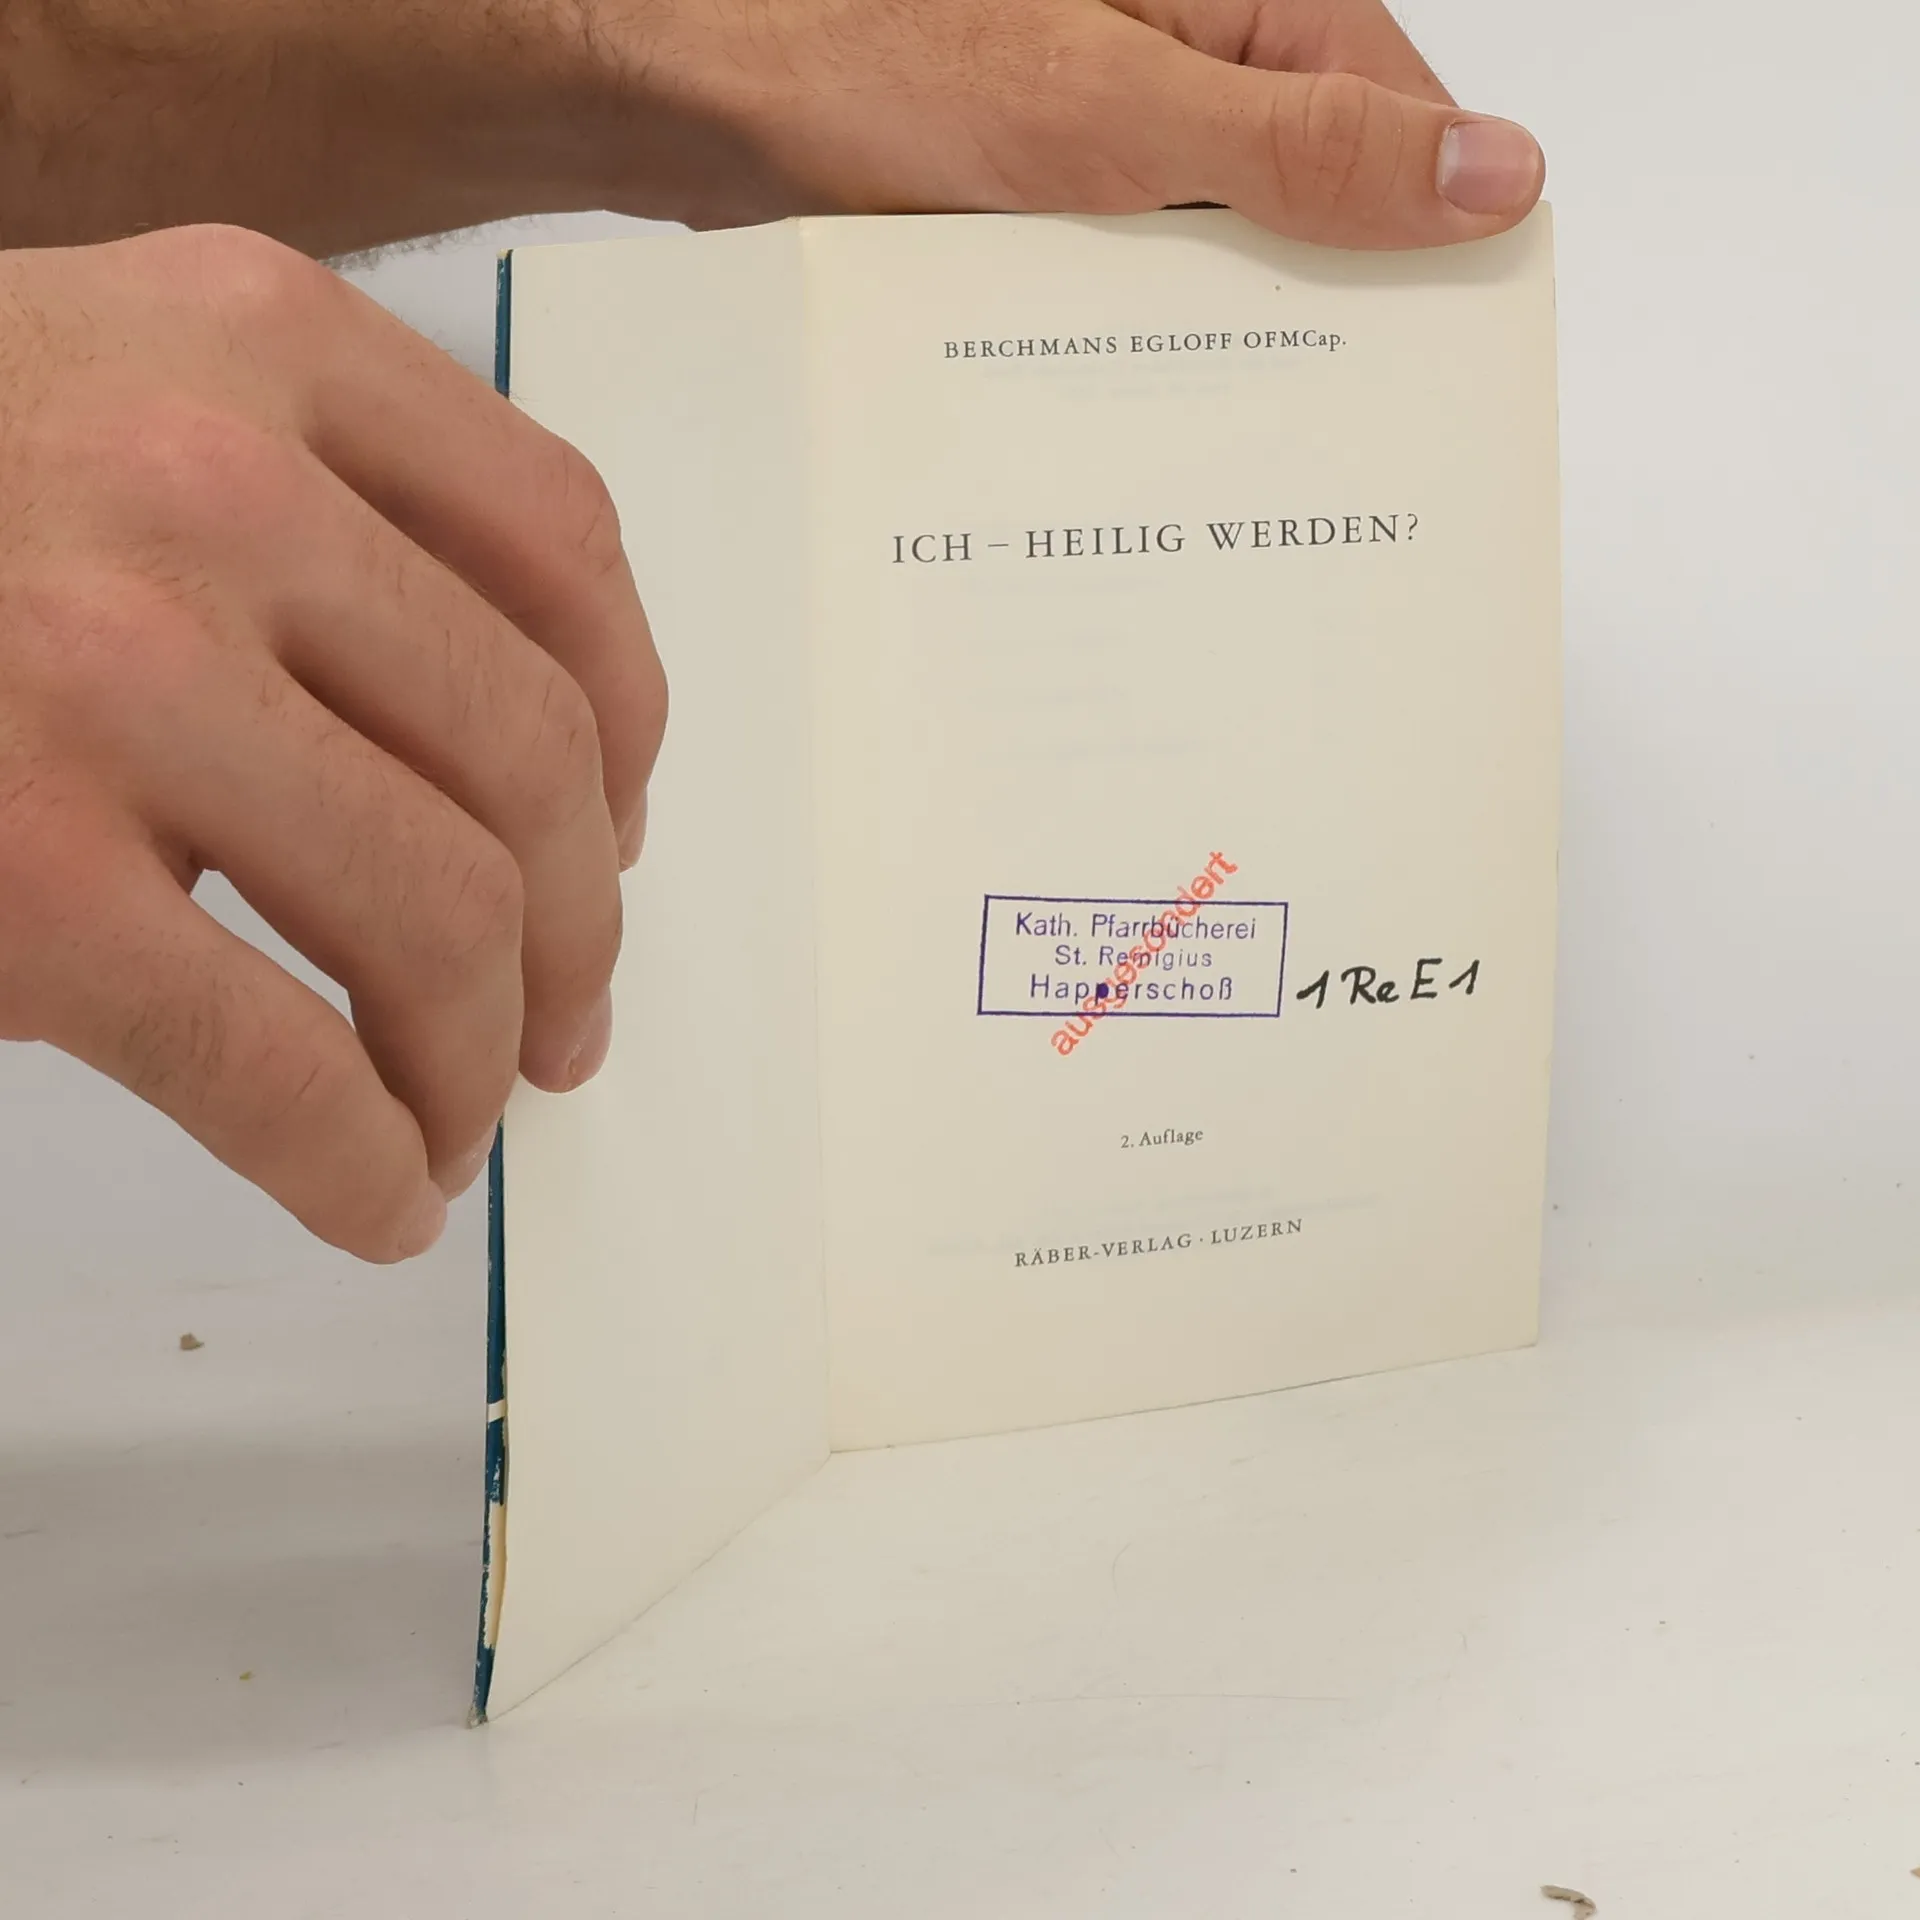 BERCHMANS EGLOFF OFMCap.
ICH – HEILIG WERDEN?
Kath. Pfarrbücherei
St. Remigius
Happerschoß
ausgesondert
1 Re E 1
2. Auflage
RÄBER-VERLAG · LUZERN